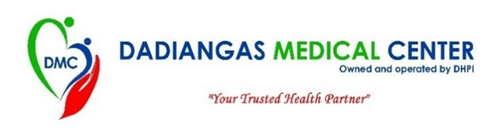 DMC
DADIANGAS MEDICAL CENTER
Owned and operated by DHPI
"Your Trusted Health Partner"